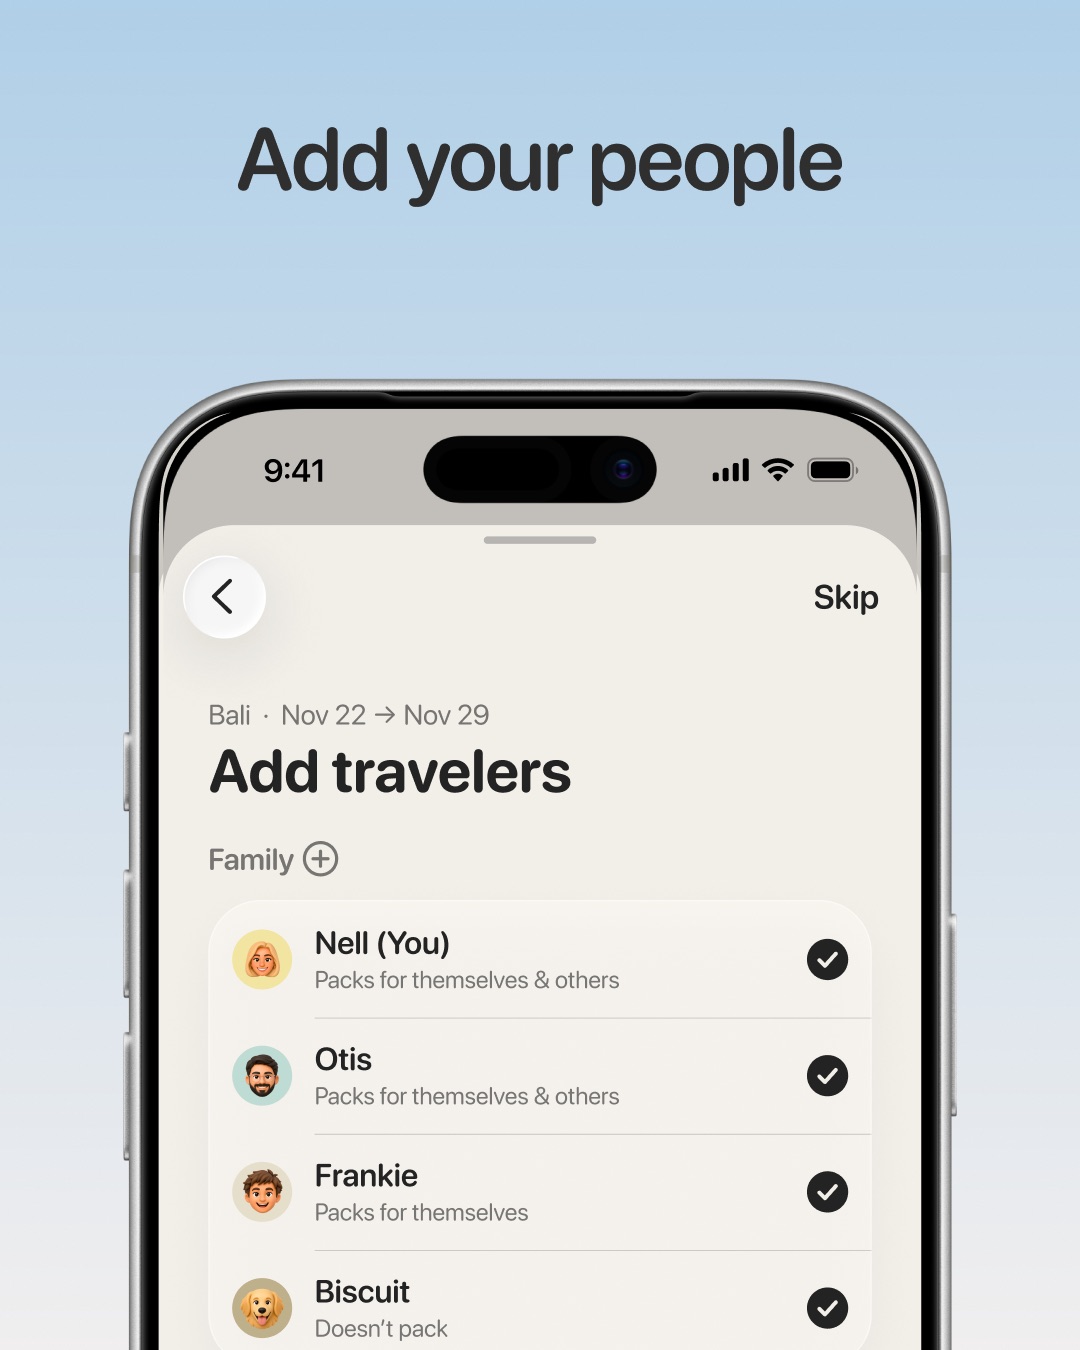 Add your people
9:41
Skip
Bali · Nov 22 → Nov 29
Add travelers
Family
Nell (You)
Packs for themselves & others
Otis
Packs for themselves & others
Frankie
Packs for themselves
Biscuit
Doesn’t pack